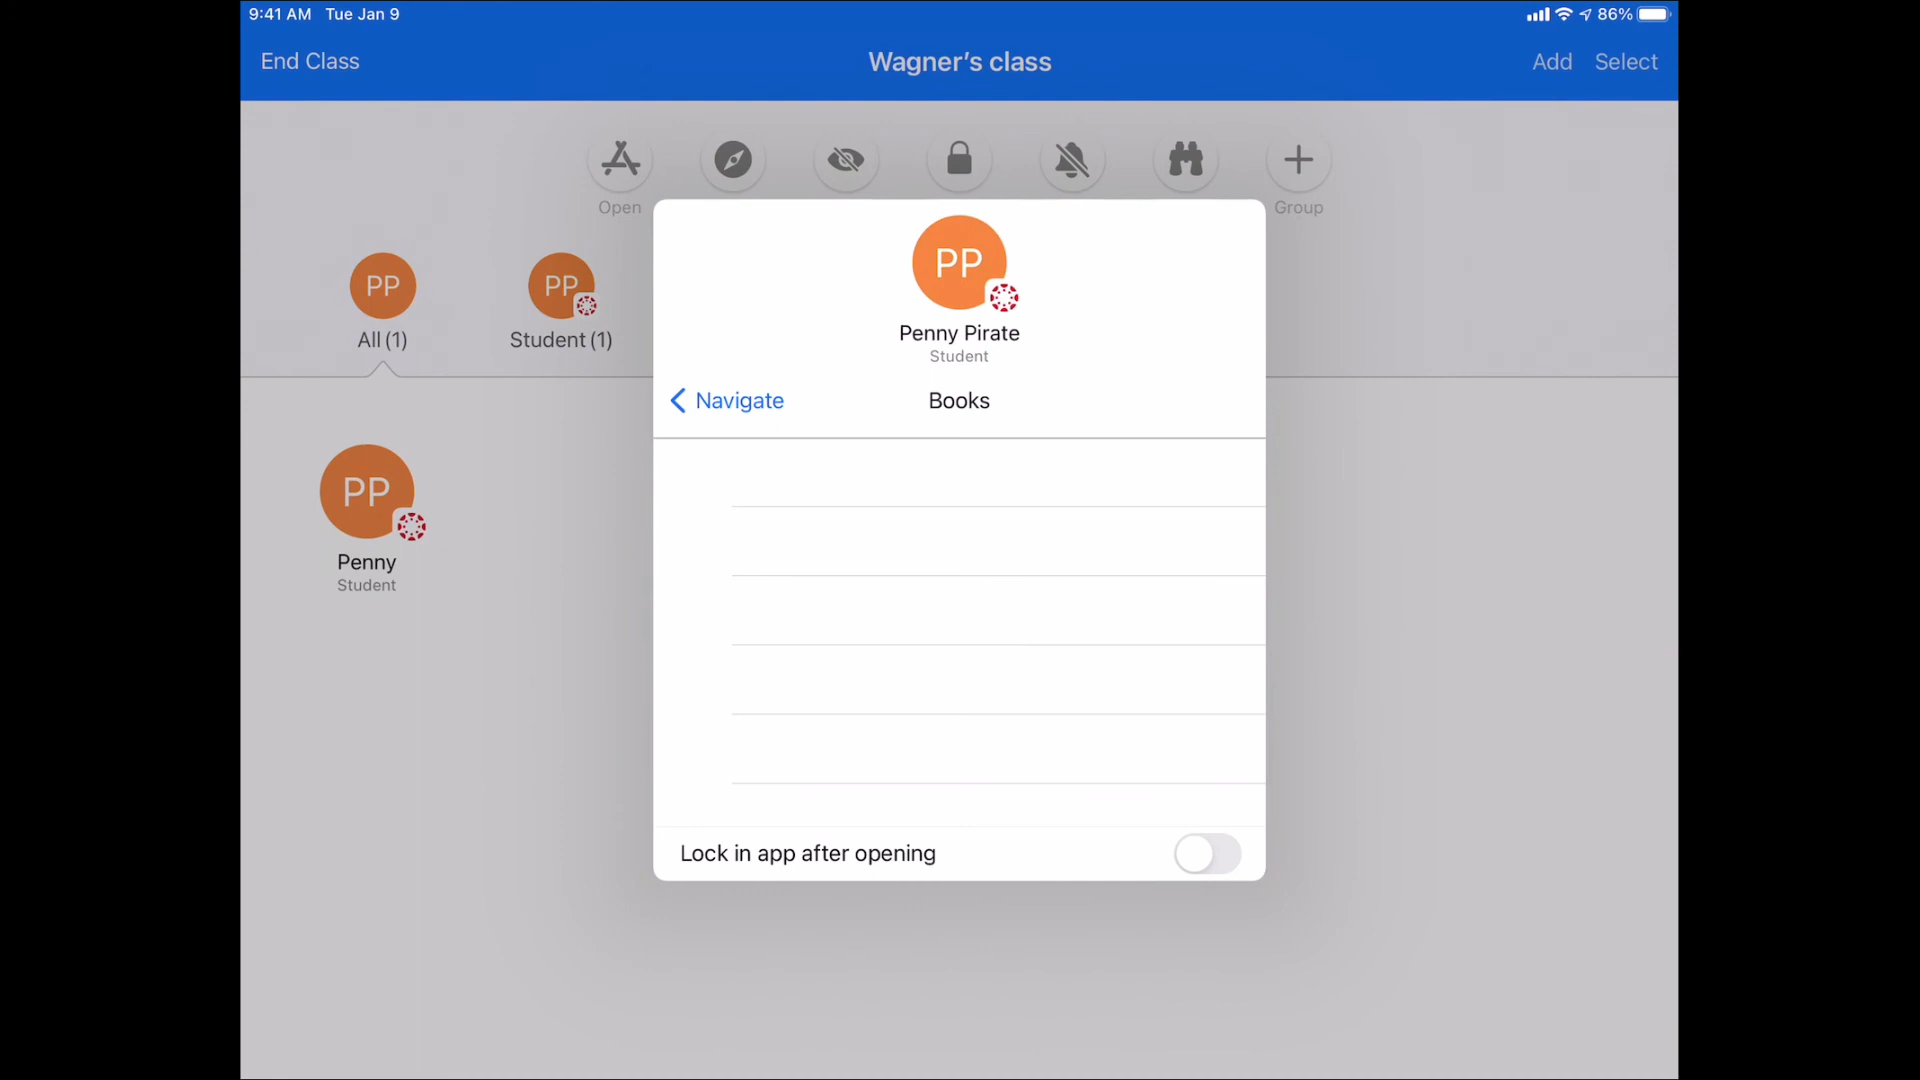 9:41 AM Tue Jan 9
86%
End Class
Wagner's class
Add Select
Open
Group
PP
All (1)
PP
Student (1)
PP
Penny Pirate
Student
Navigate
Books
PP
Penny
Student
Lock in app after opening